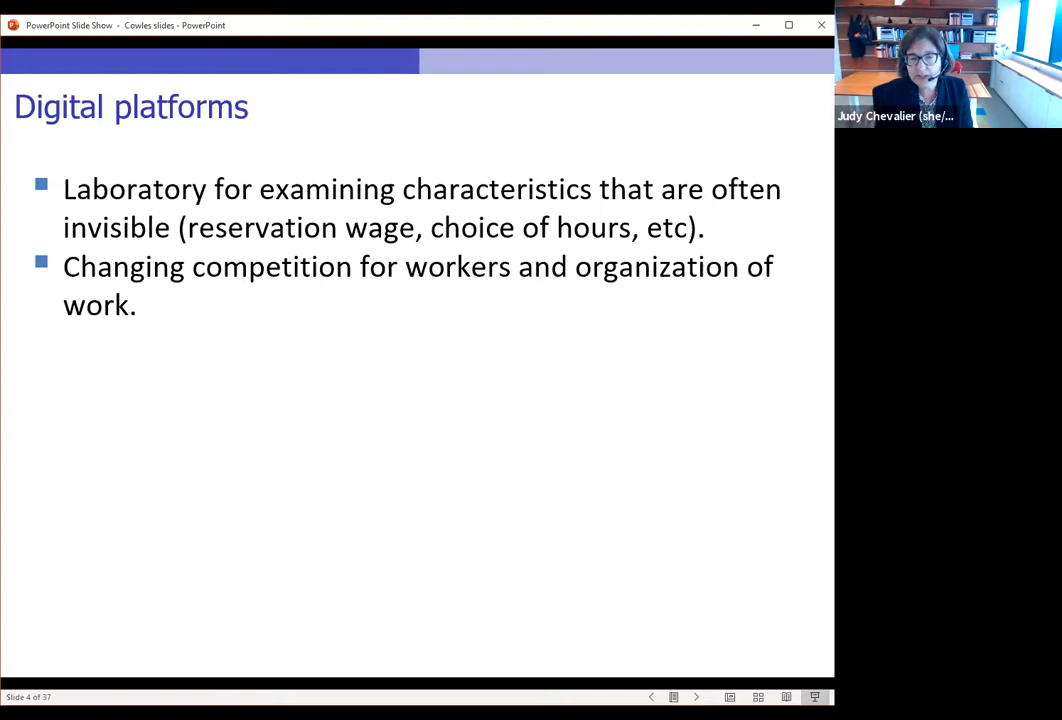 PowerPoint Slide Show - Cowles slides - PowerPoint
Digital platforms
Laboratory for examining characteristics that are often
invisible (reservation wage, choice of hours, etc).
Changing competition for workers and organization of
work.
Judy Chevalier (she/...
Slide 4 of 37